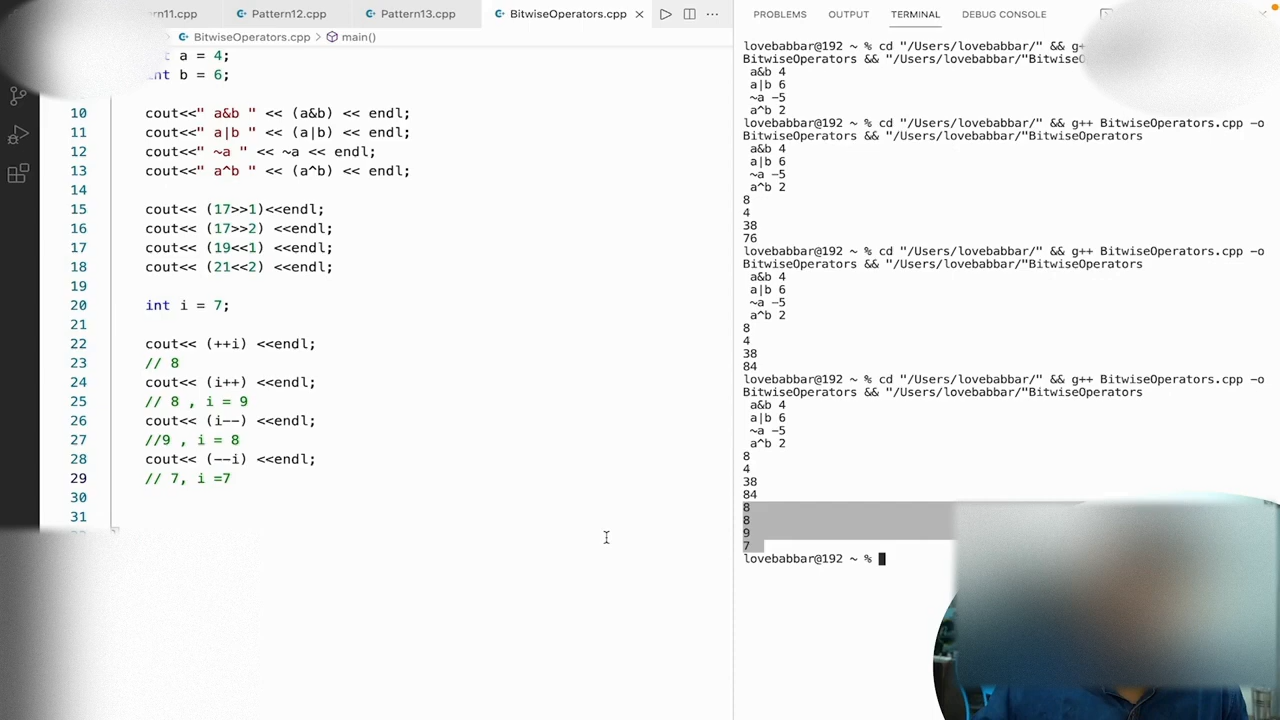 rn11.cpp
Pattern12.cpp
Pattern13.cpp
BitwiseOperators.cpp
BitwiseOperators.cpp > main()
a = 4;
int b = 6;
10 cout<<" a&b " << (a&b) << endl;
11 cout<<" a|b " << (a|b) << endl;
12 cout<<" ~a " << ~a << endl;
13 cout<<" a^b " << (a^b) << endl;
14
15 cout<< (17>>1)<<endl;
16 cout<< (17>>2) <<endl;
17 cout<< (19<<1) <<endl;
18 cout<< (21<<2) <<endl;
19
20 int i = 7;
21
22 cout<< (++i) <<endl;
23 // 8
24 cout<< (i++) <<endl;
25 // 8 , i = 9
26 cout<< (i--) <<endl;
27 //9 , i = 8
28 cout<< (--i) <<endl;
29 // 7, i =7
30
31
PROBLEMS OUTPUT TERMINAL DEBUG CONSOLE
lovebabbar@192 ~ % cd "/Users/lovebabbar/" && g++
BitwiseOperators && "/Users/lovebabbar/"BitwiseO
a&b 4
a|b 6
~a -5
a^b 2
lovebabbar@192 ~ % cd "/Users/lovebabbar/" && g++ BitwiseOperators.cpp -o
BitwiseOperators && "/Users/lovebabbar/"BitwiseOperators
a&b 4
a|b 6
~a -5
a^b 2
8
4
38
76
lovebabbar@192 ~ % cd "/Users/lovebabbar/" && g++ BitwiseOperators.cpp -o
BitwiseOperators && "/Users/lovebabbar/"BitwiseOperators
a&b 4
a|b 6
~a -5
a^b 2
8
4
38
84
lovebabbar@192 ~ % cd "/Users/lovebabbar/" && g++ BitwiseOperators.cpp -o
BitwiseOperators && "/Users/lovebabbar/"BitwiseOperators
a&b 4
a|b 6
~a -5
a^b 2
8
4
38
84
8
8
9
7
lovebabbar@192 ~ %